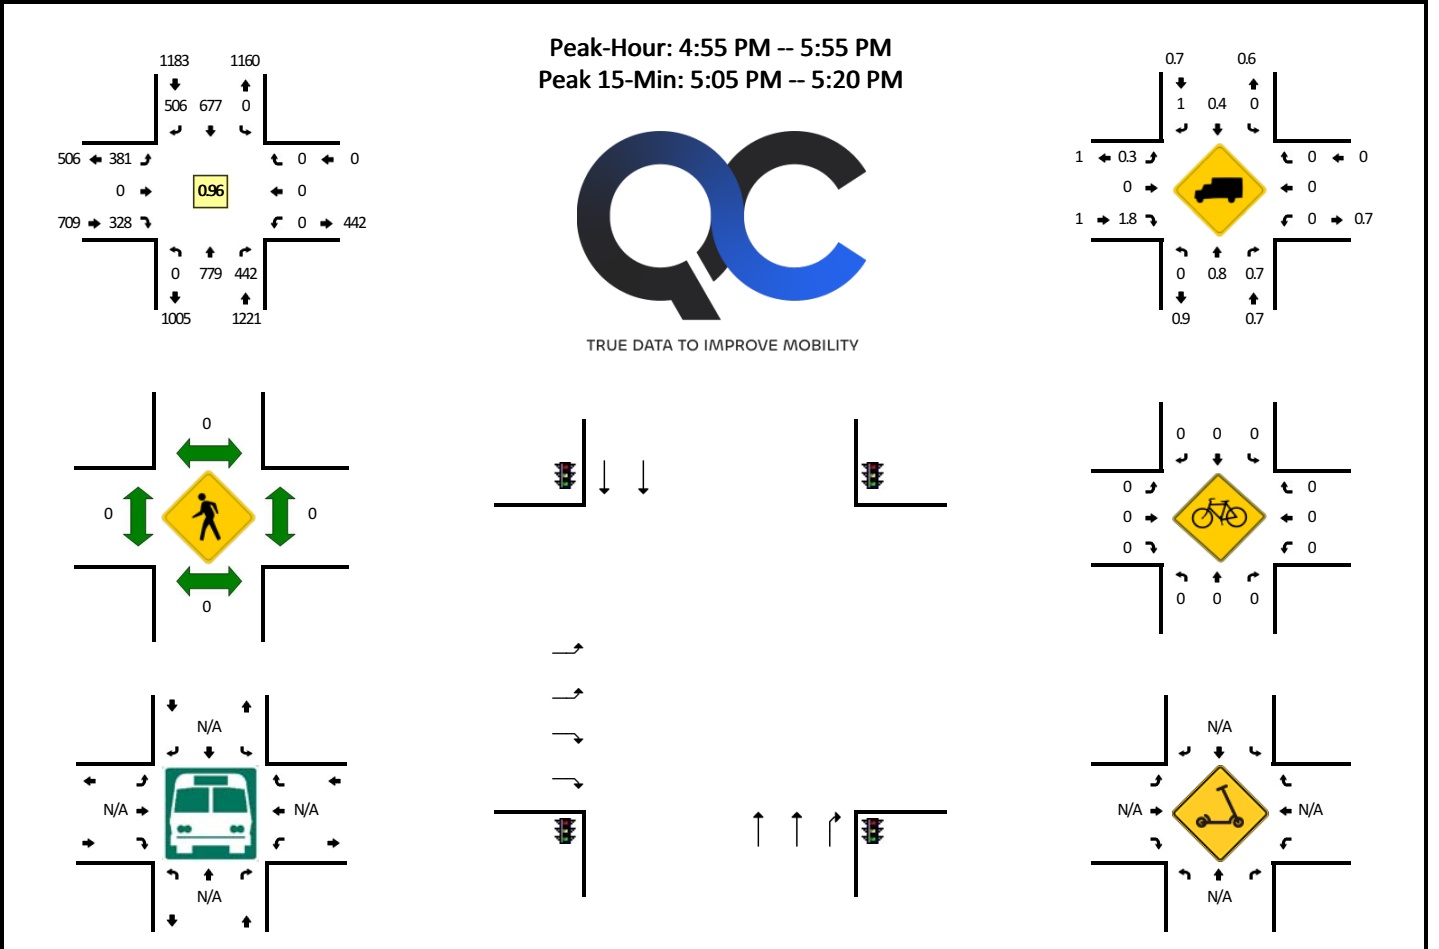 Peak-Hour: 4:55 PM -- 5:55 PM
Peak 15-Min: 5:05 PM -- 5:20 PM
1183 1160
506 677 0
506 381 0 0
0 0.96 0
709 328 0 442
0 779 442
1005 1221
TRUE DATA TO IMPROVE MOBILITY
0.7 0.6
1 0.4 0
1 0.3 0 0
0 0
1 1.8 0 0.7
0 0.8 0.7
0.9 0.7
0
0 0
0
0 0 0
0 0
0 0
0 0
0 0 0
N/A
N/A N/A
N/A
N/A
N/A N/A
N/A